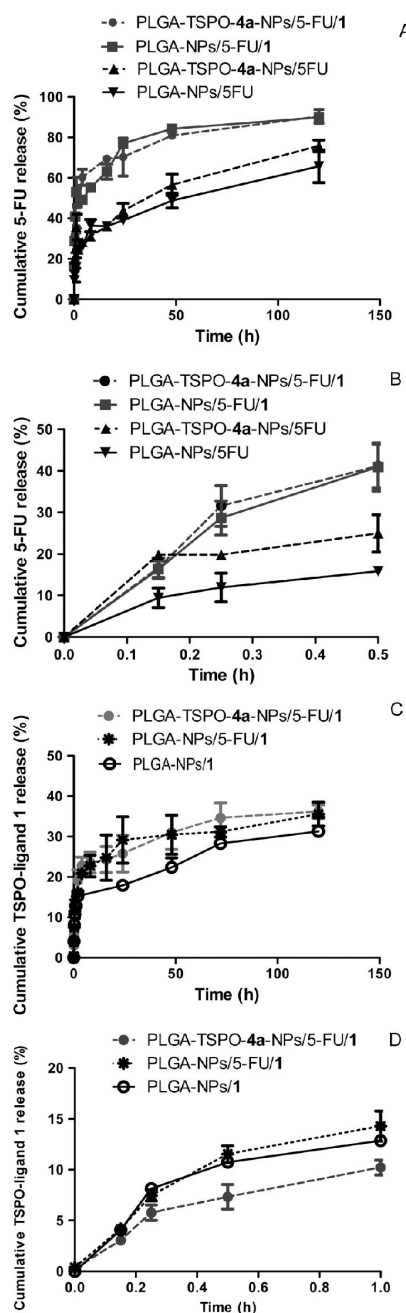 A
PLGA-TSPO-4a-NPs/5-FU/1
PLGA-NPs/5-FU/1
PLGA-TSPO-4a-NPs/5FU
PLGA-NPs/5FU
Cumulative 5-FU release (%)
100
80
60
40
20
0
0 50 100 150
Time (h)
B
PLGA-TSPO-4a-NPs/5-FU/1
PLGA-NPs/5-FU/1
PLGA-TSPO-4a-NPs/5FU
PLGA-NPs/5FU
Cumulative 5-FU release (%)
50
40
30
20
10
0
0.0 0.1 0.2 0.3 0.4 0.5
Time (h)
C
PLGA-TSPO-4a-NPs/5-FU/1
PLGA-NPs/5-FU/1
PLGA-NPs/1
Cumulative TSPO-ligand 1 release (%)
50
40
30
20
10
0
0 50 100 150
Time (h)
D
PLGA-TSPO-4a-NPs/5-FU/1
PLGA-NPs/5-FU/1
PLGA-NPs/1
Cumulative TSPO-ligand 1 release (%)
20
15
10
5
0
0.0 0.2 0.4 0.6 0.8 1.0
Time (h)